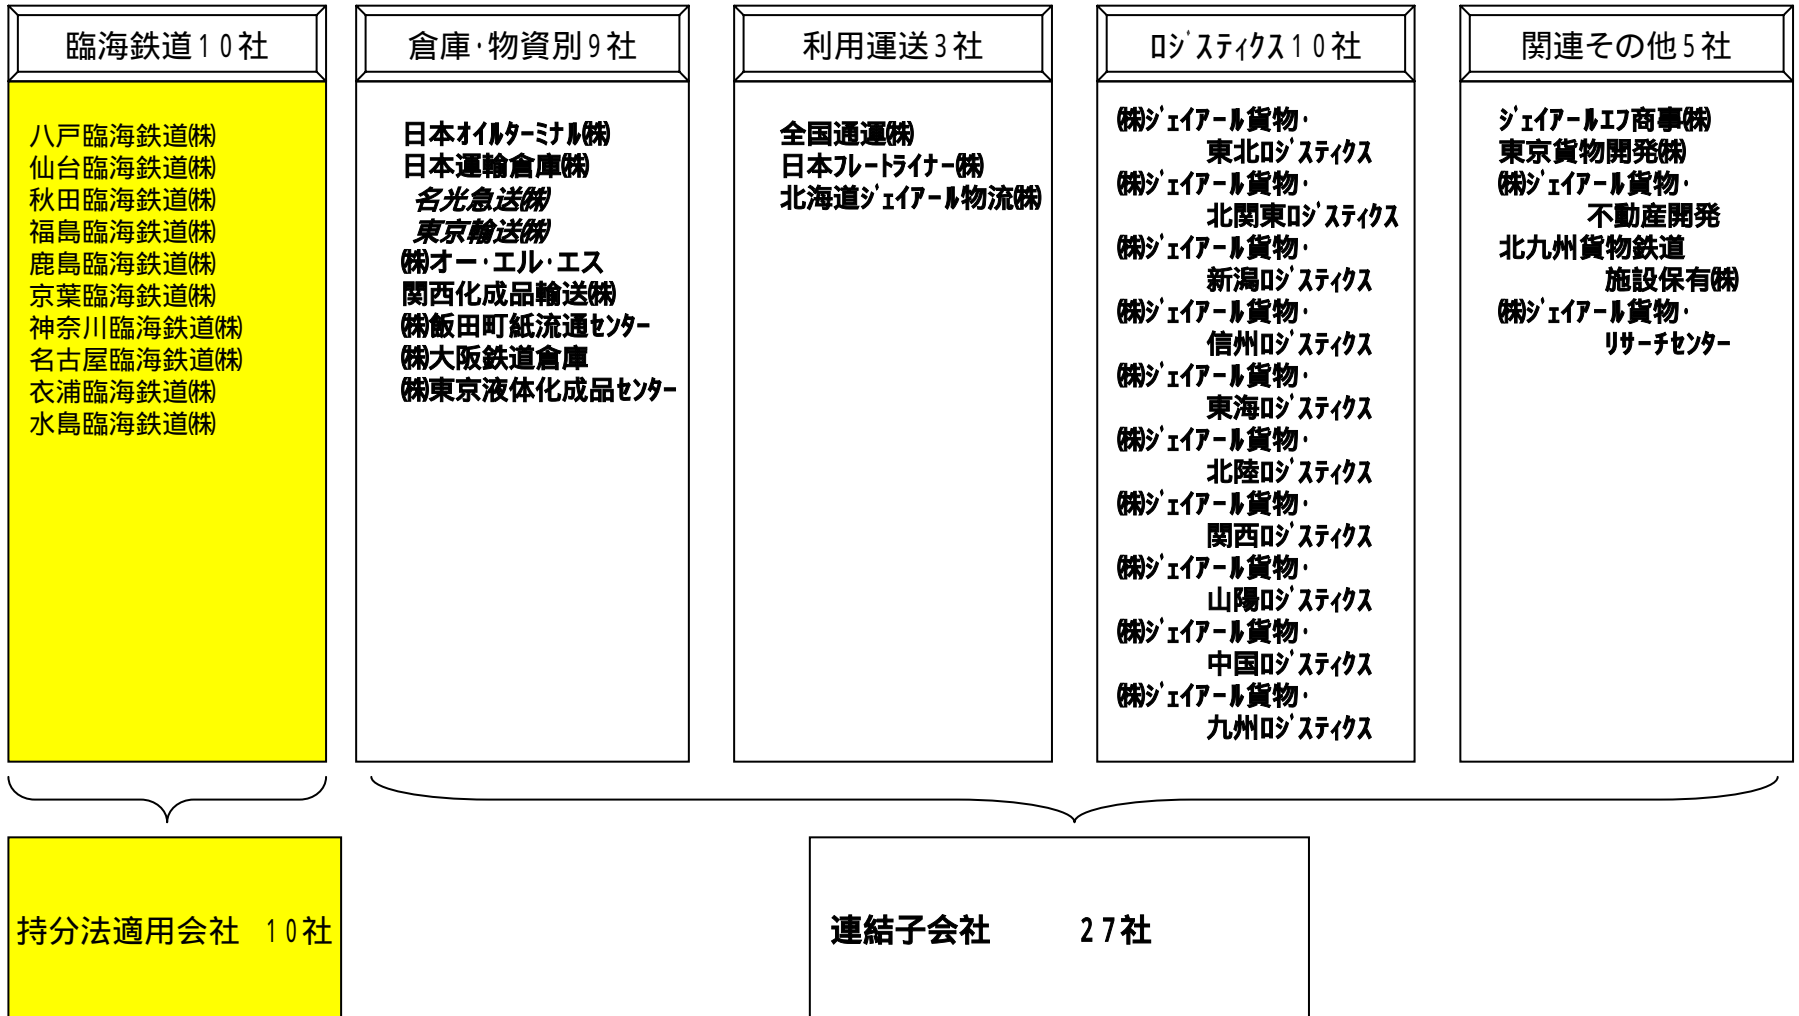 臨海鉄道10社
八戸臨海鉄道㈱
仙台臨海鉄道㈱
秋田臨海鉄道㈱
福島臨海鉄道㈱
鹿島臨海鉄道㈱
京葉臨海鉄道㈱
神奈川臨海鉄道㈱
名古屋臨海鉄道㈱
衣浦臨海鉄道㈱
水島臨海鉄道㈱
倉庫・物資別9社
日本ｵｲﾙﾀｰﾐﾅﾙ㈱
日本運輸倉庫㈱
名光急送㈱
東京輸送㈱
㈱オー・エル・エス
関西化成品輸送㈱
㈱飯田町紙流通ｾﾝﾀｰ
㈱大阪鉄道倉庫
㈱東京液体化成品ｾﾝﾀｰ
利用運送3社
全国通運㈱
日本ﾌﾚｰﾄﾗｲﾅｰ㈱
北海道ｼﾞｪｲｱｰﾙ物流㈱
ﾛｼﾞｽﾃｨｸｽ10社
㈱ｼﾞｪｲｱｰﾙ貨物・
東北ﾛｼﾞｽﾃｨｸｽ
㈱ｼﾞｪｲｱｰﾙ貨物・
北関東ﾛｼﾞｽﾃｨｸｽ
㈱ｼﾞｪｲｱｰﾙ貨物・
新潟ﾛｼﾞｽﾃｨｸｽ
㈱ｼﾞｪｲｱｰﾙ貨物・
信州ﾛｼﾞｽﾃｨｸｽ
㈱ｼﾞｪｲｱｰﾙ貨物・
東海ﾛｼﾞｽﾃｨｸｽ
㈱ｼﾞｪｲｱｰﾙ貨物・
北陸ﾛｼﾞｽﾃｨｸｽ
㈱ｼﾞｪｲｱｰﾙ貨物・
関西ﾛｼﾞｽﾃｨｸｽ
㈱ｼﾞｪｲｱｰﾙ貨物・
山陽ﾛｼﾞｽﾃｨｸｽ
㈱ｼﾞｪｲｱｰﾙ貨物・
中国ﾛｼﾞｽﾃｨｸｽ
㈱ｼﾞｪｲｱｰﾙ貨物・
九州ﾛｼﾞｽﾃｨｸｽ
関連その他5社
ｼﾞｪｲｱｰﾙｴﾌ商事㈱
東京貨物開発㈱
㈱ｼﾞｪｲｱｰﾙ貨物・
不動産開発
北九州貨物鉄道
施設保有㈱
㈱ｼﾞｪｲｱｰﾙ貨物・
ﾘｻｰﾁｾﾝﾀｰ
持分法適用会社 10社
連結子会社 27社